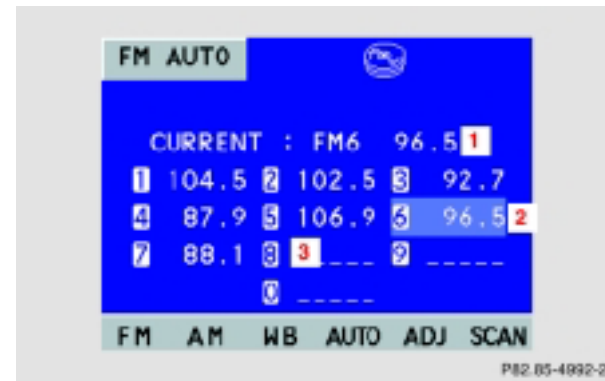 FM AUTO
CURRENT : FM6 96.5 1
1 104.5 2 102.5 3 92.7
4 87.9 5 106.9 6 96.5 2
7 88.1 8 3 ____ 9 _____
0 _____
FM AM WB AUTO ADJ SCAN
P82.85-4992-2